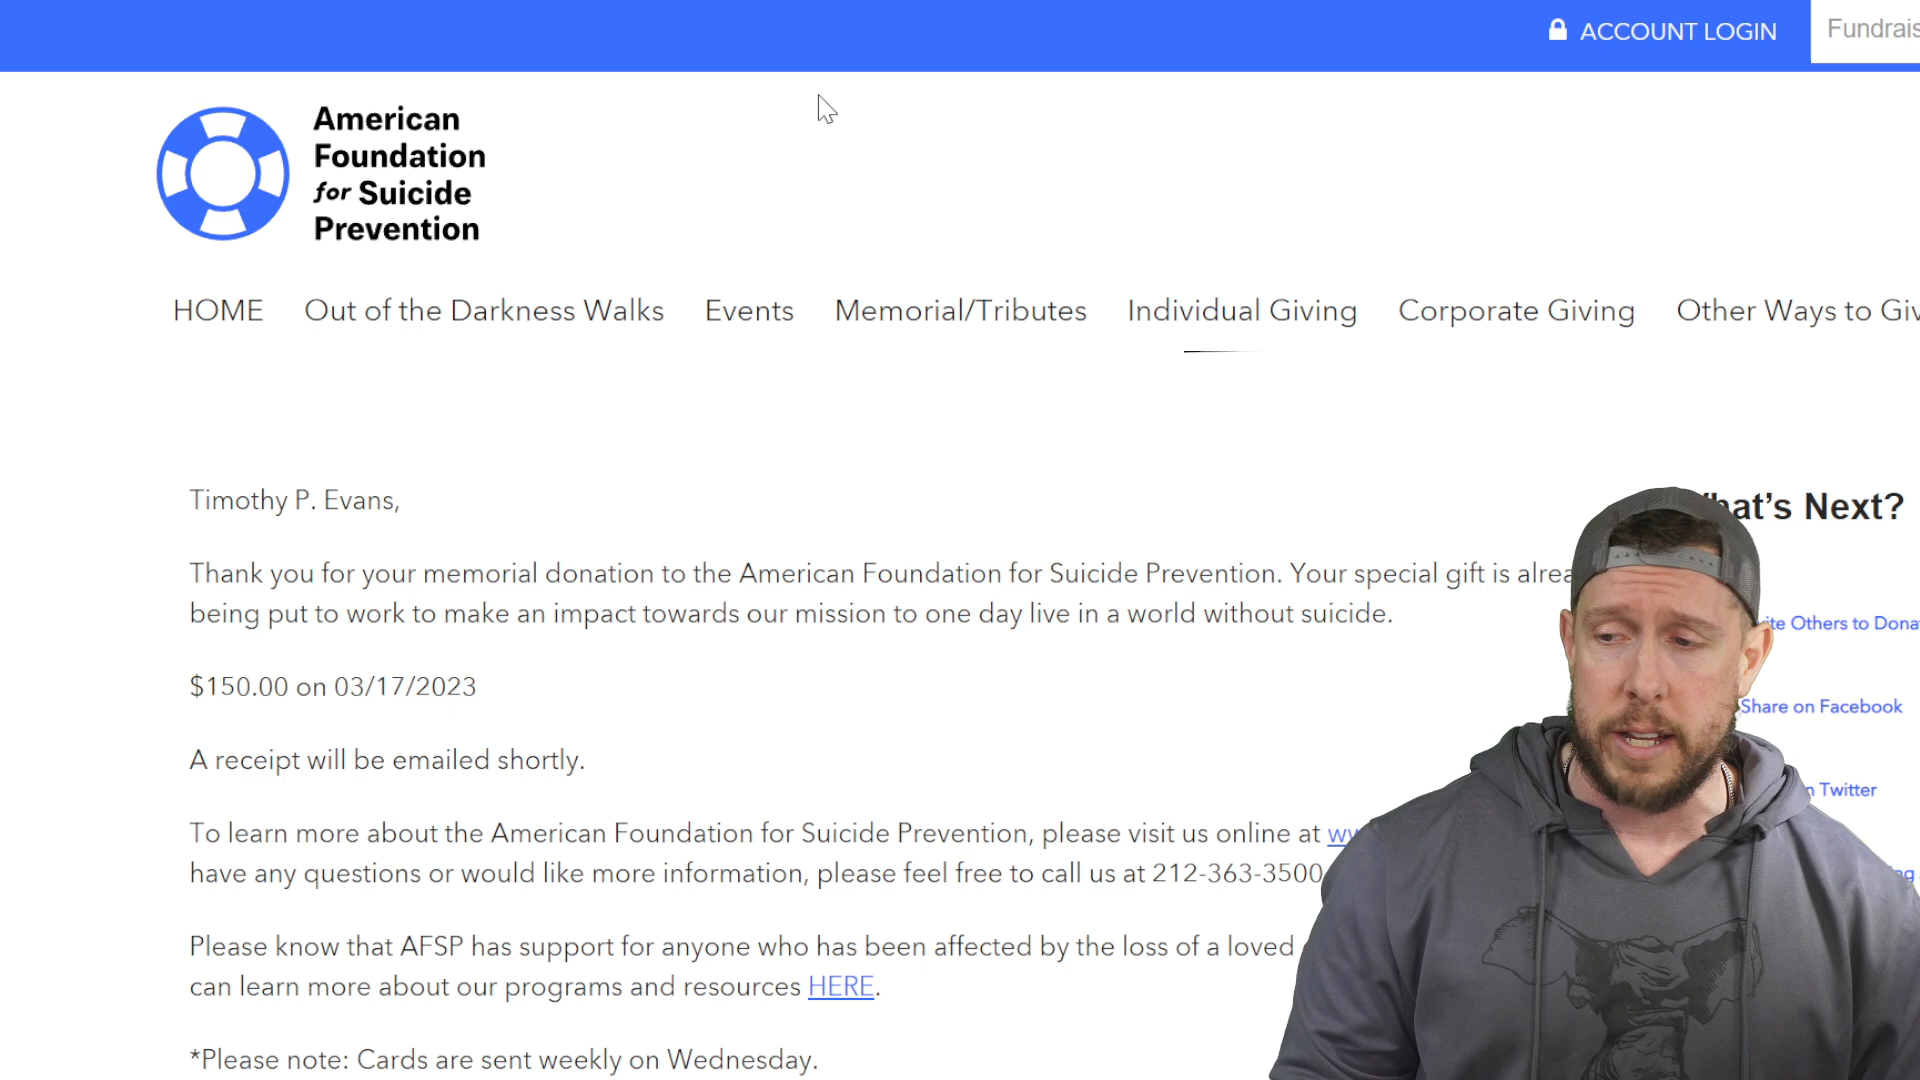 ACCOUNT LOGIN
American
Foundation
for Suicide
Prevention
HOME Out of the Darkness Walks Events Memorial/Tributes Individual Giving Corporate Giving Other Ways to
Timothy P. Evans,
Thank you for your memorial donation to the American Foundation for Suicide Prevention. Your special gift is
being put to work to make an impact towards our mission to one day live in a world without suicide.
$150.00 on 03/17/2023
A receipt will be emailed shortly.
To learn more about the American Foundation for Suicide Prevention, please visit us online at
have any questions or would like more information, please feel free to call us at 212-363-3500
Please know that AFSP has support for anyone who has been affected by the loss of a loved
can learn more about our programs and resources HERE.
*Please note: Cards are sent weekly on Wednesday.
Next?
Others to
Share on Facebook
Twitter